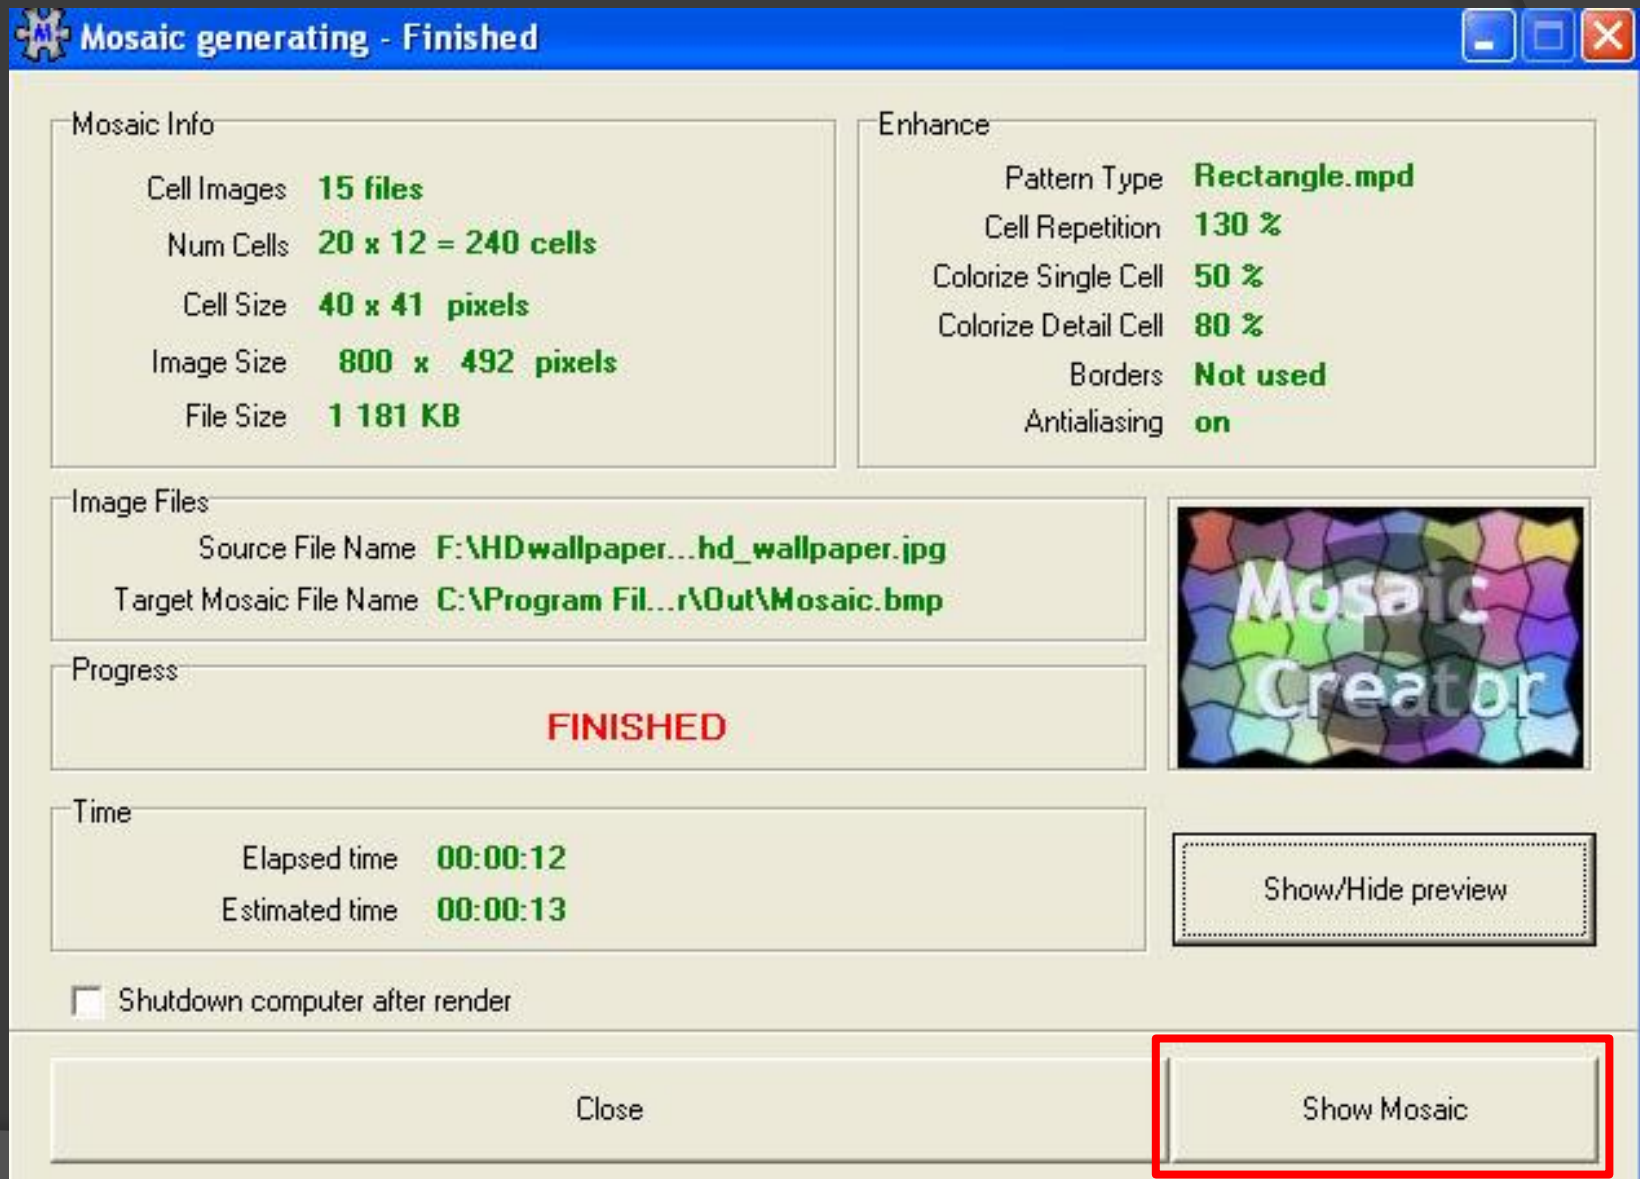 Mosaic generating - Finished
Mosaic Info
Cell Images 15 files
Num Cells 20 x 12 = 240 cells
Cell Size 40 x 41 pixels
Image Size 800 x 492 pixels
File Size 1 181 KB
Enhance
Pattern Type Rectangle.mpd
Cell Repetition 130 %
Colorize Single Cell 50 %
Colorize Detail Cell 80 %
Borders Not used
Antialiasing on
Image Files
Source File Name F:\HDwallpaper...hd_wallpaper.jpg
Target Mosaic File Name C:\Program Fil...r\Out\Mosaic.bmp
Mosaic
3
Creator
Progress
FINISHED
Time
Elapsed time 00:00:12
Estimated time 00:00:13
Show/Hide preview
Shutdown computer after render
Close
Show Mosaic